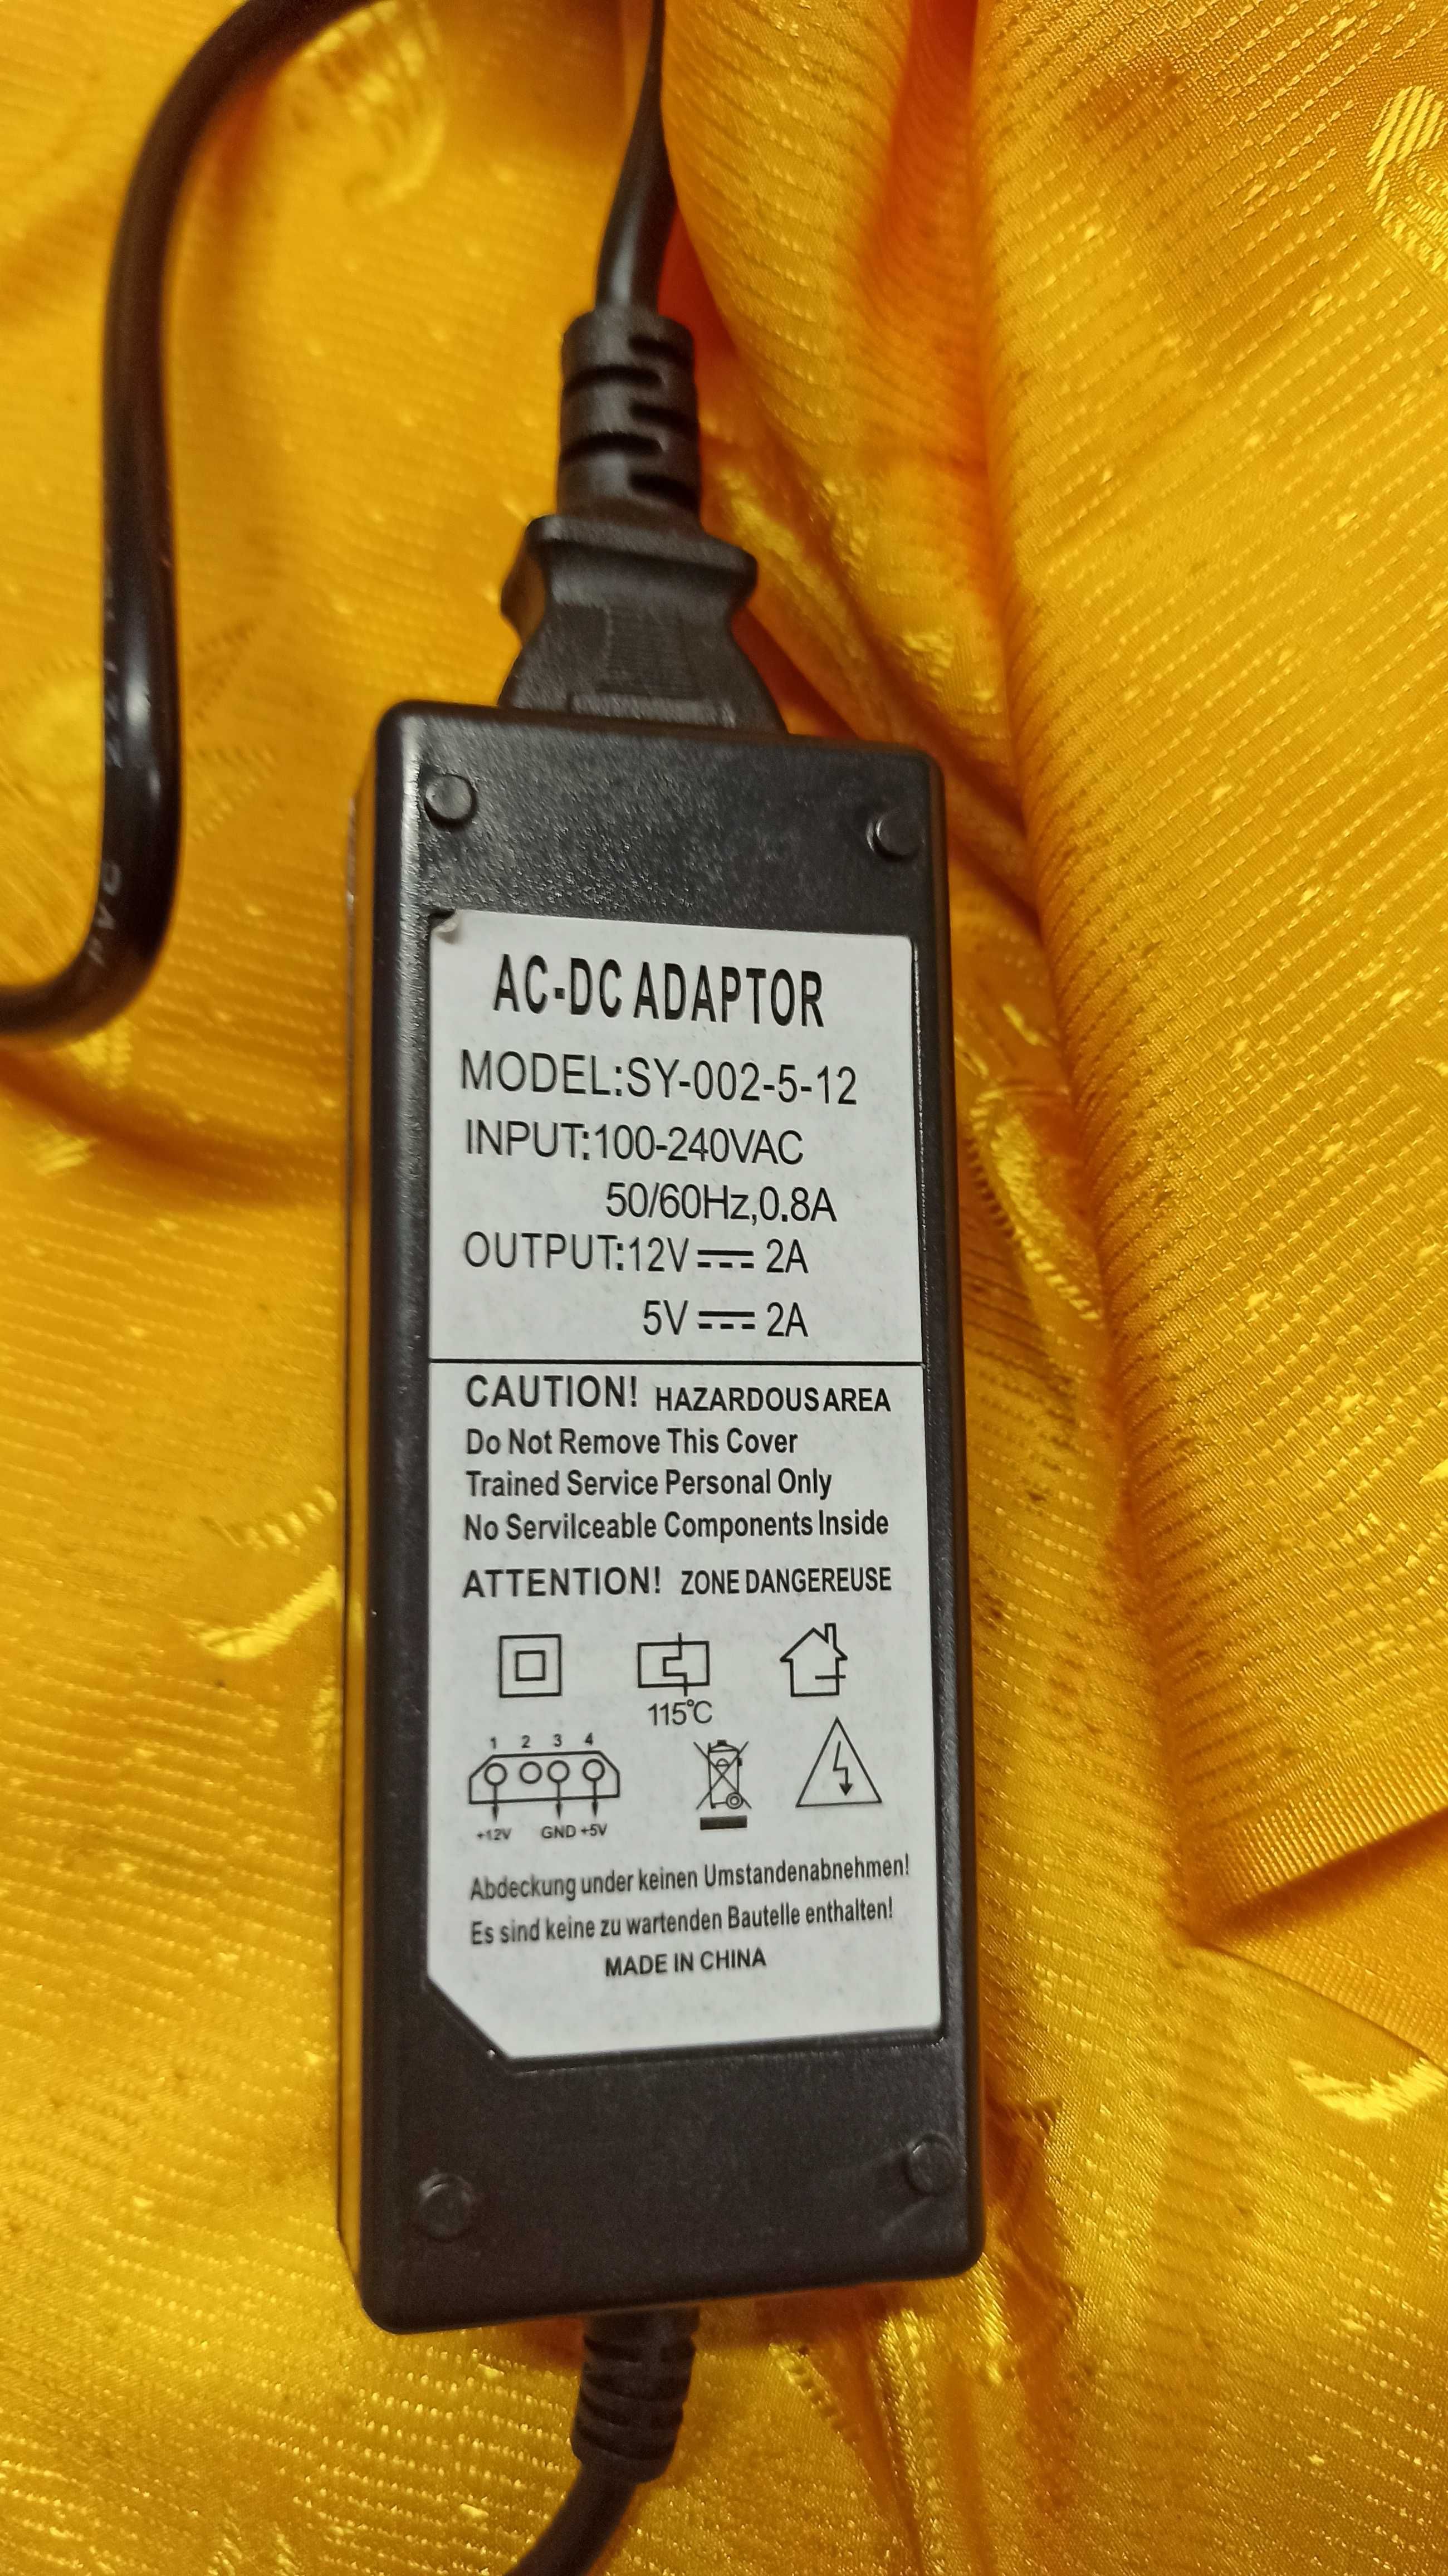 AC-DC ADAPTOR
MODEL:SY-002-5-12
INPUT:100-240VAC
50/60Hz,0.8A
OUTPUT:12V⎓2A
5V⎓2A
CAUTION! HAZARDOUS AREA
Do Not Remove This Cover
Trained Service Personal Only
No Servilceable Components Inside
ATTENTION! ZONE DANGEREUSE
115℃
1 2 3 4
+12V GND +5V
Abdeckung under keinen Umstandenabnehmen!
Es sind keine zu wartenden Bautelle enthalten!
MADE IN CHINA